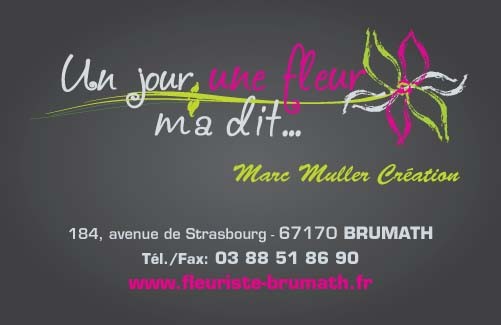 Un jour, une fleur
m'a dit...
Marc Muller Création
184, avenue de Strasbourg - 67170 BRUMATH
Tél./Fax: 03 88 51 86 90
www.fleuriste-brumath.fr